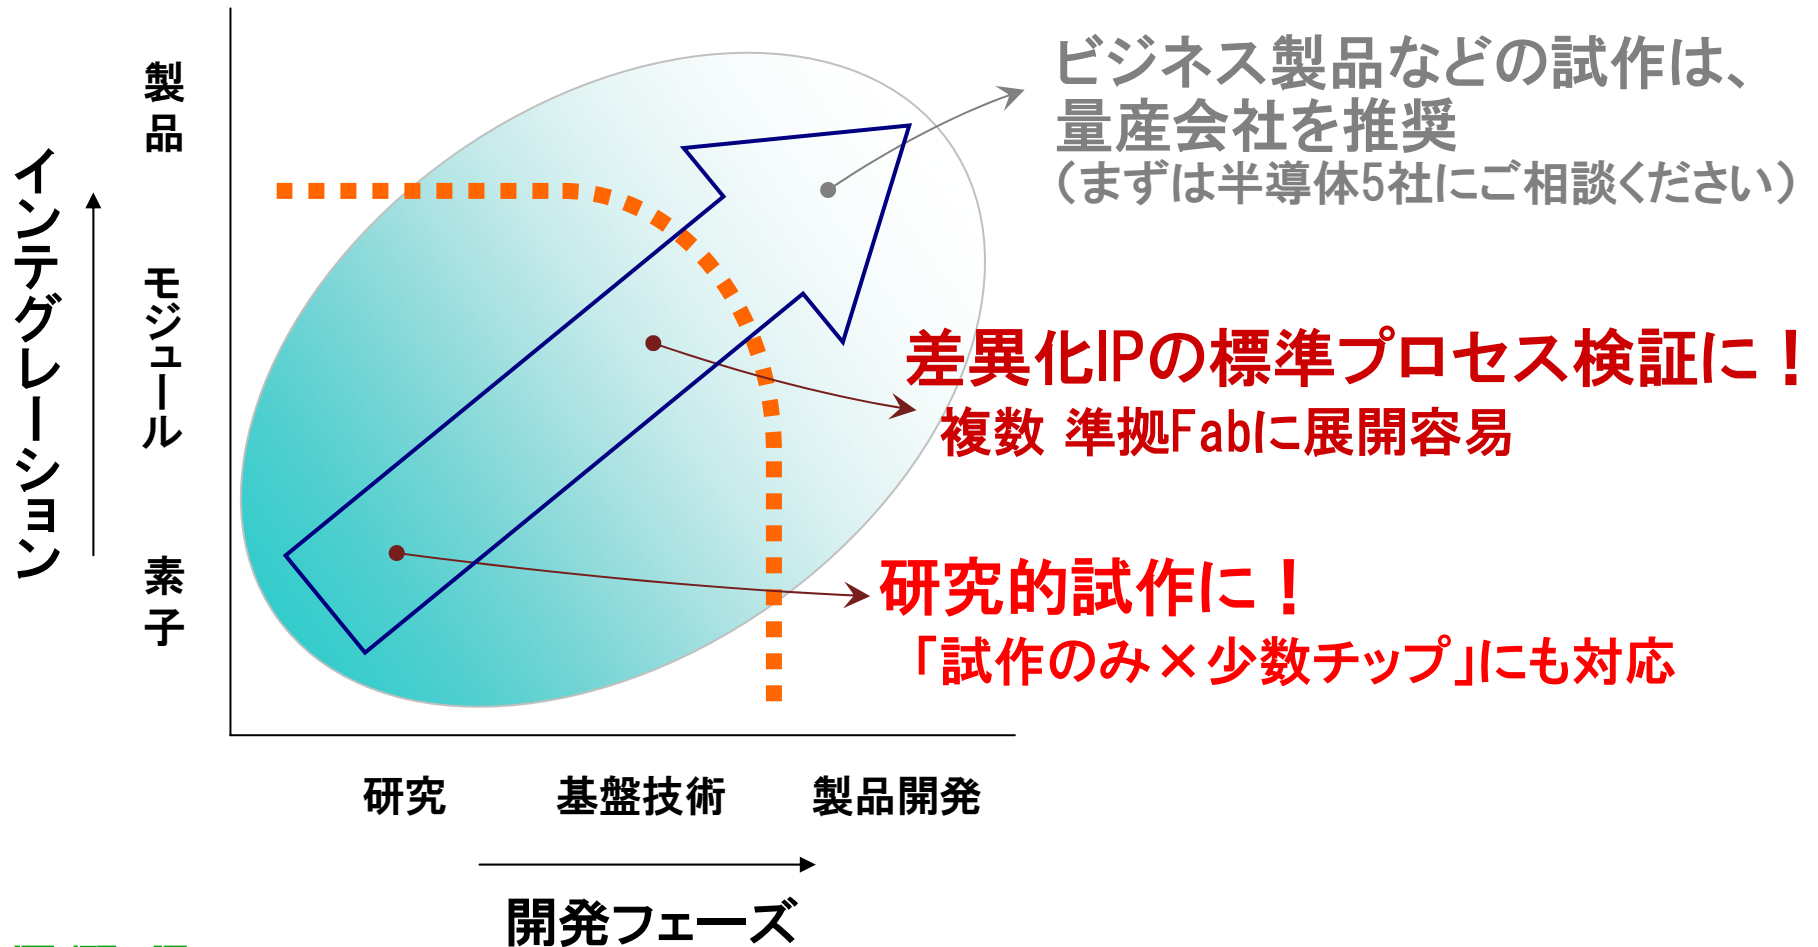 ビジネス製品などの試作は、
量産会社を推奨
（まずは半導体5社にご相談ください）
製品
モジュール
素子
インテグレーション
差異化IPの標準プロセス検証に！
複数 準拠Fabに展開容易
研究的試作に！
「試作のみ×少数チップ」にも対応
研究 基盤技術 製品開発
開発フェーズ